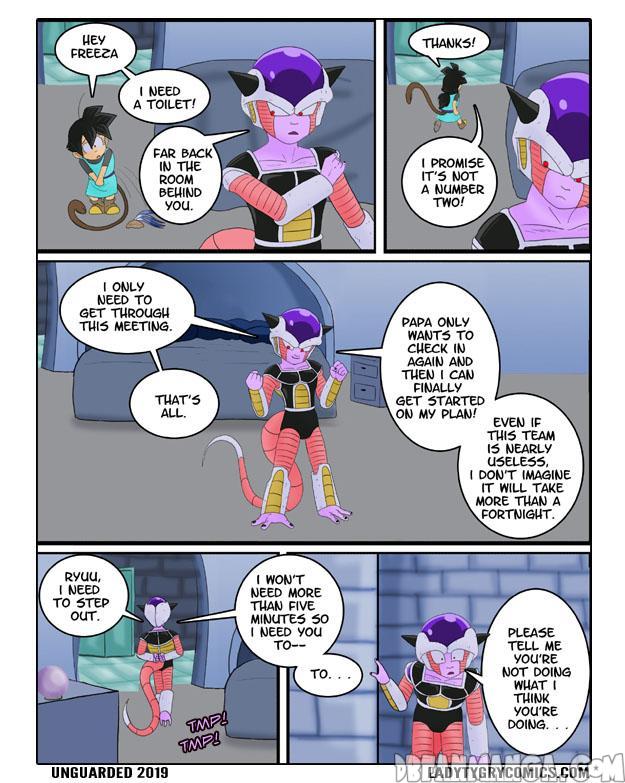 HEY
FREEZA
I NEED
A TOILET!
FAR BACK
IN THE
ROOM
BEHIND
YOU.
THANKS!
I PROMISE
IT'S NOT
A NUMBER
TWO!
I ONLY
NEED TO
GET THROUGH
THIS MEETING.
THAT'S
ALL.
PAPA ONLY
WANTS TO
CHECK IN
AGAIN AND
THEN I CAN
FINALLY
GET STARTED
ON MY PLAN!
EVEN IF
THIS TEAM
IS NEARLY
USELESS,
I DON'T IMAGINE
IT WILL TAKE
MORE THAN A
FORTNIGHT.
RYUU,
I NEED
TO STEP
OUT.
I WON'T
NEED MORE
THAN FIVE
MINUTES SO
I NEED YOU
TO--
TMP!
TMP!
TO. . .
PLEASE
TELL ME
YOU'RE
NOT DOING
WHAT I
THINK
YOU'RE
DOING. . .
UNGUARDED 2019
LADYTYGRYCOMICS.COM
DBEANMANGA.COM